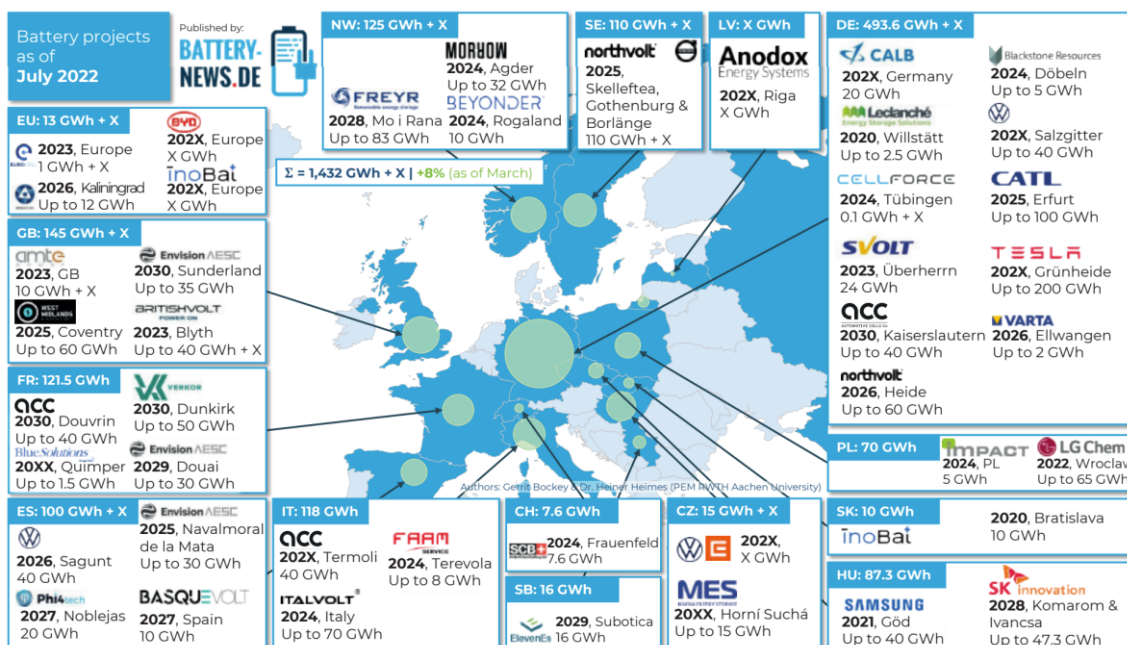 Battery projects
as of
July 2022
Published by:
BATTERY-
NEWS.DE
NW: 125 GWh + X
MORROW
2024, Agder
Up to 32 GWh
FREYR
2028, Mo i Rana
Up to 83 GWh
BEYONDER
2024, Rogaland
10 GWh
SE: 110 GWh + X
northvolt
2025,
Skelleftea,
Gothenburg &
Borlänge
110 GWh + X
LV: X GWh
Anodox
Energy Systems
202X, Riga
X GWh
DE: 493.6 GWh + X
CALB
202X, Germany
20 GWh
Blackstone Resources
2024, Döbeln
Up to 5 GWh
Leclanché
Energy Storage Solutions
2020, Willstätt
Up to 2.5 GWh
202X, Salzgitter
Up to 40 GWh
CELLFORCE
2024, Tübingen
0.1 GWh + X
CATL
2025, Erfurt
Up to 100 GWh
SVOLT
2023, Überherrn
24 GWh
TESLA
202X, Grünheide
Up to 200 GWh
acc
AUTOMOTIVE CELLS Co
2030, Kaiserslautern
Up to 40 GWh
VARTA
2026, Ellwangen
Up to 2 GWh
northvolt
2026, Heide
Up to 60 GWh
EU: 13 GWh + X
2023, Europe
1 GWh + X
BYD
202X, Europe
X GWh
2026, Kaliningrad
Up to 12 GWh
inoBat
202X, Europe
X GWh
Σ = 1,432 GWh + X | +8% (as of March)
GB: 145 GWh + X
amte
2023, GB
10 GWh + X
Envision AESC
2030, Sunderland
Up to 35 GWh
WEST
MIDLANDS
2025, Coventry
Up to 60 GWh
BRITISHVOLT
POWER ON
2023, Blyth
Up to 40 GWh + X
FR: 121.5 GWh
acc
2030, Douvrin
Up to 40 GWh
VERKOR
2030, Dunkirk
Up to 50 GWh
BlueSolutions
20XX, Quimper
Up to 1.5 GWh
Envision AESC
2029, Douai
Up to 30 GWh
Authors: Gerrit Bockey & Dr. Heiner Heimes (PEM RWTH Aachen University)
PL: 70 GWh
IMPACT
2024, PL
5 GWh
LG Chem
2022, Wroclaw
Up to 65 GWh
ES: 100 GWh + X
2026, Sagunt
40 GWh
Envision AESC
2025, Navalmoral
de la Mata
Up to 30 GWh
Phi4tech
2027, Noblejas
20 GWh
BASQUEVOLT
2027, Spain
10 GWh
IT: 118 GWh
acc
202X, Termoli
40 GWh
FAAM
SERVICE
2024, Terevola
Up to 8 GWh
ITALVOLT
2024, Italy
Up to 70 GWh
CH: 7.6 GWh
SCB
2024, Frauenfeld
7.6 GWh
SB: 16 GWh
ElevenEs
2029, Subotica
16 GWh
CZ: 15 GWh + X
202X,
X GWh
MES
20XX, Horní Suchá
Up to 15 GWh
SK: 10 GWh
inoBat
2020, Bratislava
10 GWh
HU: 87.3 GWh
SAMSUNG
2021, Göd
Up to 40 GWh
SK innovation
2028, Komarom &
Ivancsa
Up to 47.3 GWh